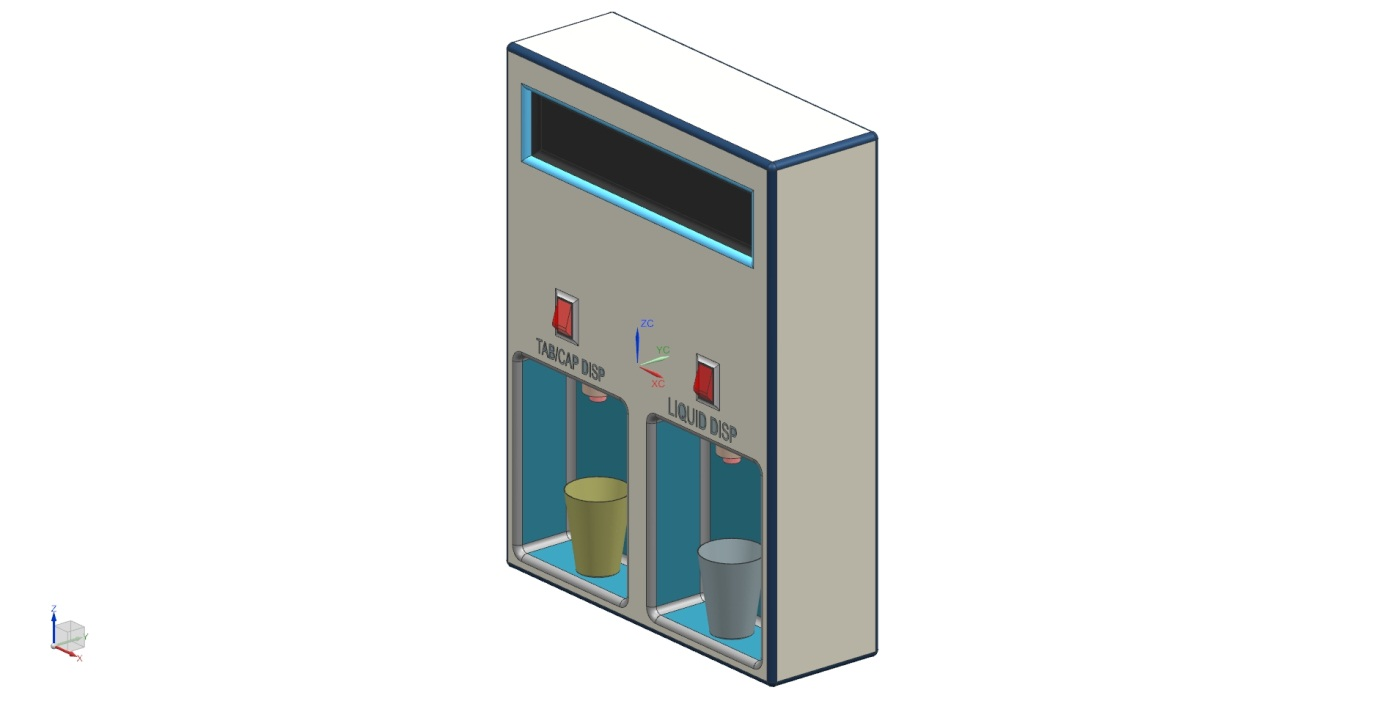 ZC
YC
XC
TAB/CAP DISP
LIQUID DISP
Z
Y
X